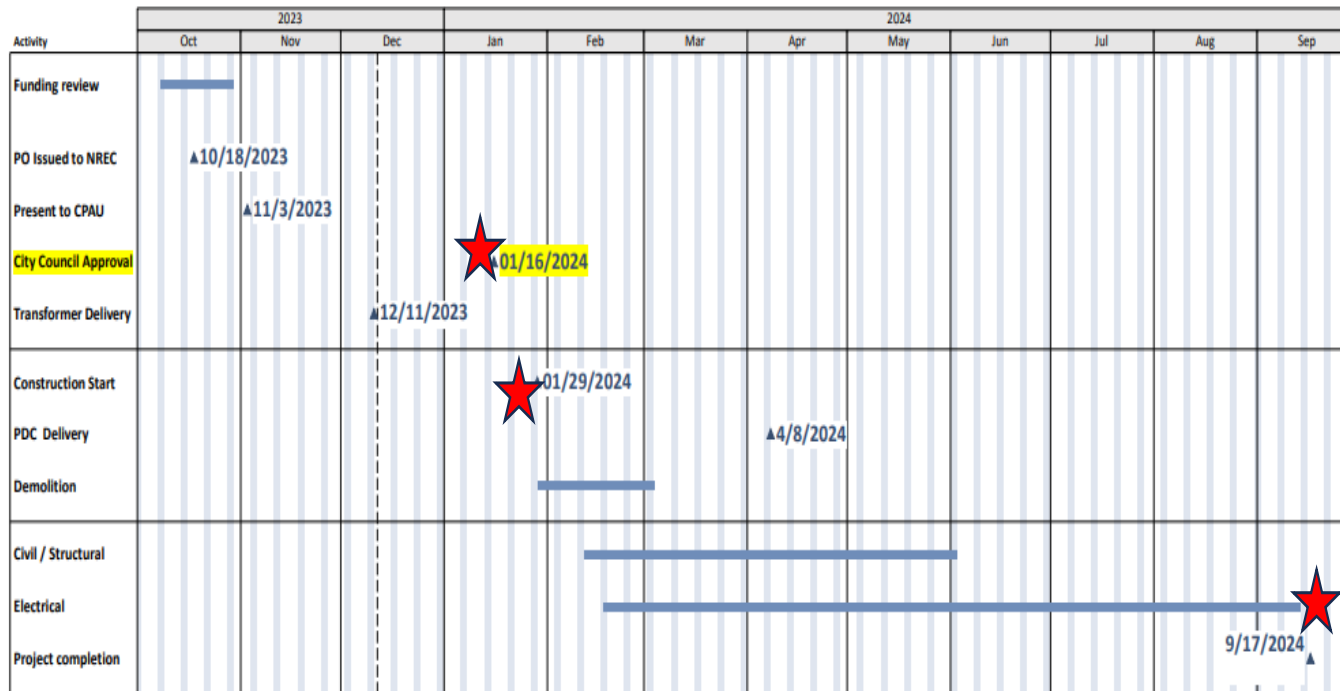 2023 2024
Activity Oct Nov Dec Jan Feb Mar Apr May Jun Jul Aug Sep
Funding review
PO Issued to NREC 10/18/2023
Present to CPAU 11/3/2023
City Council Approval 01/16/2024
Transformer Delivery 12/11/2023
Construction Start 01/29/2024
PDC Delivery 4/8/2024
Demolition
Civil / Structural
Electrical
Project completion 9/17/2024